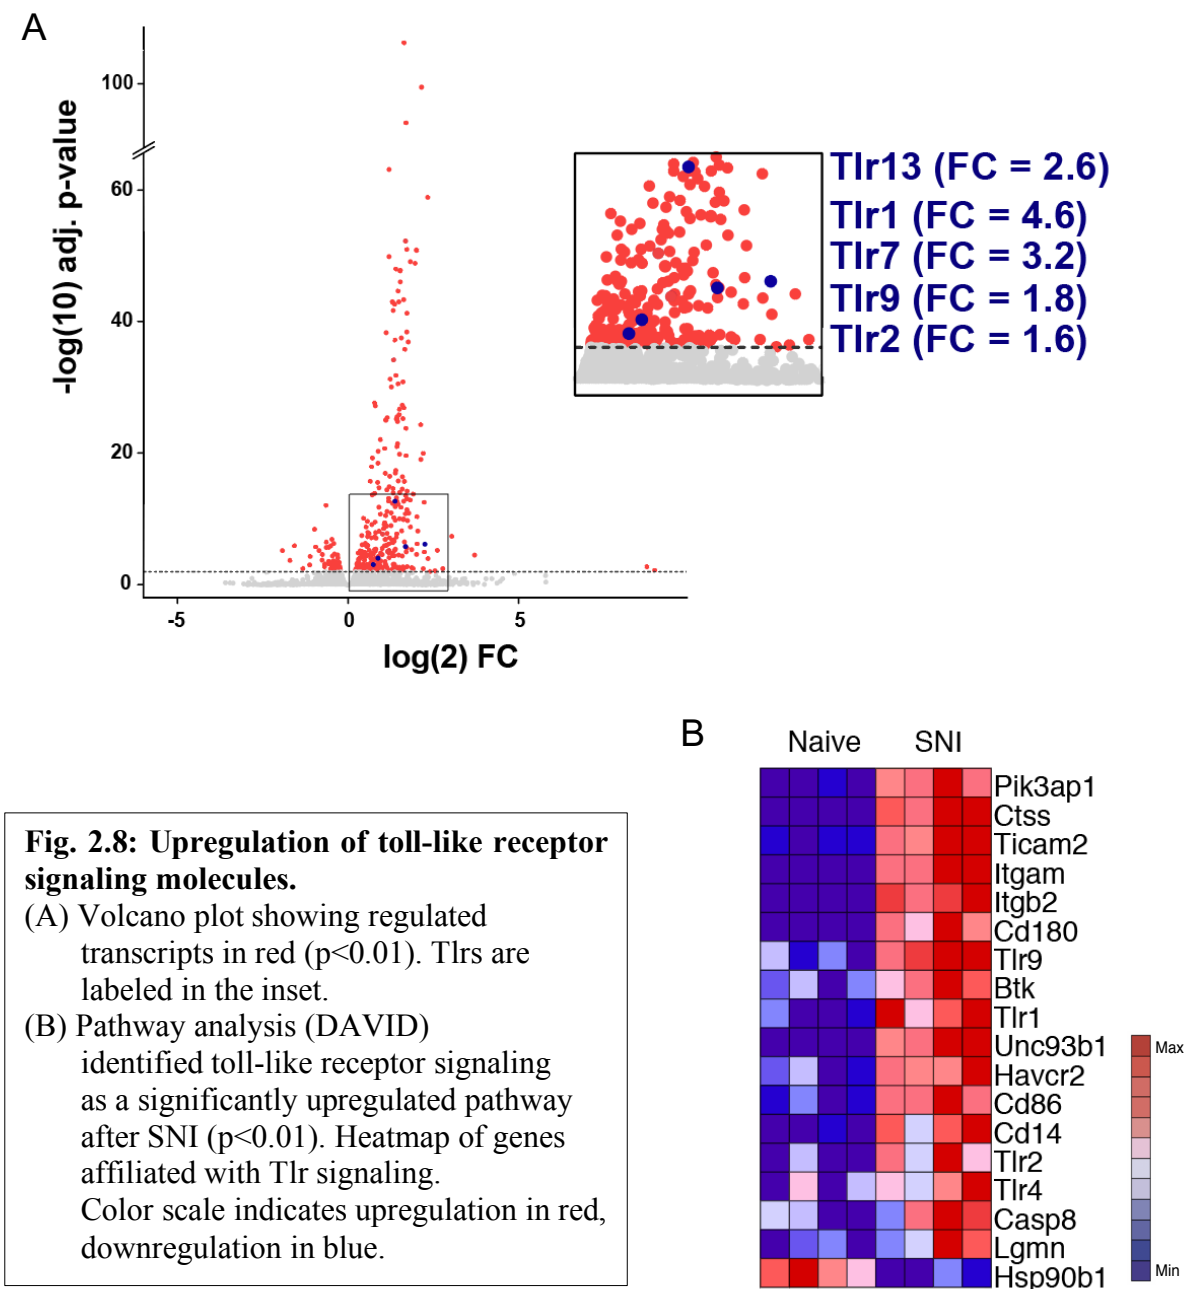 A
-log(10) adj. p-value
100
60
40
20
0
-5
0
5
log(2) FC
Tlr13 (FC = 2.6)
Tlr1 (FC = 4.6)
Tlr7 (FC = 3.2)
Tlr9 (FC = 1.8)
Tlr2 (FC = 1.6)
Fig. 2.8: Upregulation of toll-like receptor
signaling molecules.
(A) Volcano plot showing regulated
transcripts in red (p<0.01). Tlrs are
labeled in the inset.
(B) Pathway analysis (DAVID)
identified toll-like receptor signaling
as a significantly upregulated pathway
after SNI (p<0.01). Heatmap of genes
affiliated with Tlr signaling.
Color scale indicates upregulation in red,
downregulation in blue.
B
Naive SNI
Pik3ap1
Ctss
Ticam2
Itgam
Itgb2
Cd180
Tlr9
Btk
Tlr1
Unc93b1
Havcr2
Cd86
Cd14
Tlr2
Tlr4
Casp8
Lgmn
Hsp90b1
Max
Min